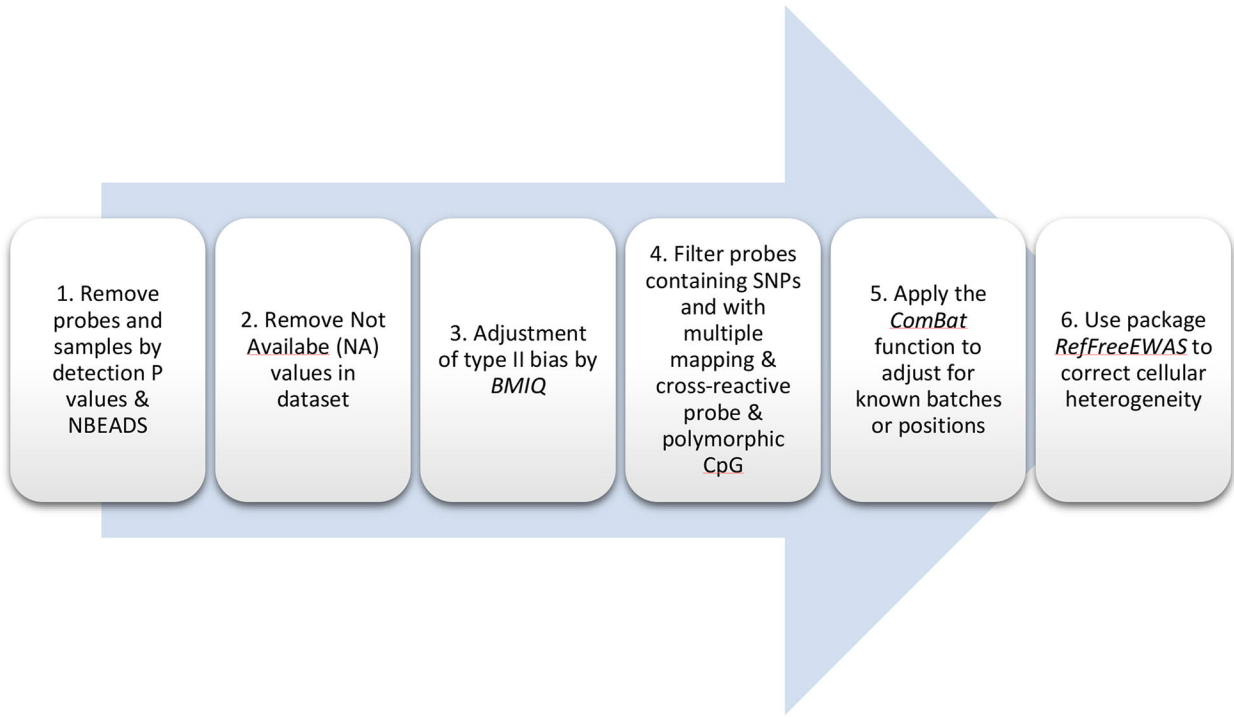 1. Remove
probes and
samples by
detection P
values &
NBEADS
2. Remove Not
Availabe (NA)
values in
dataset
3. Adjustment
of type II bias by
BMIQ
4. Filter probes
containing SNPs
and with
multiple
mapping &
cross-reactive
probe &
polymorphic
CpG
5. Apply the
ComBat
function to
adjust for
known batches
or positions
6. Use package
RefFreeEWAS to
correct cellular
heterogeneity